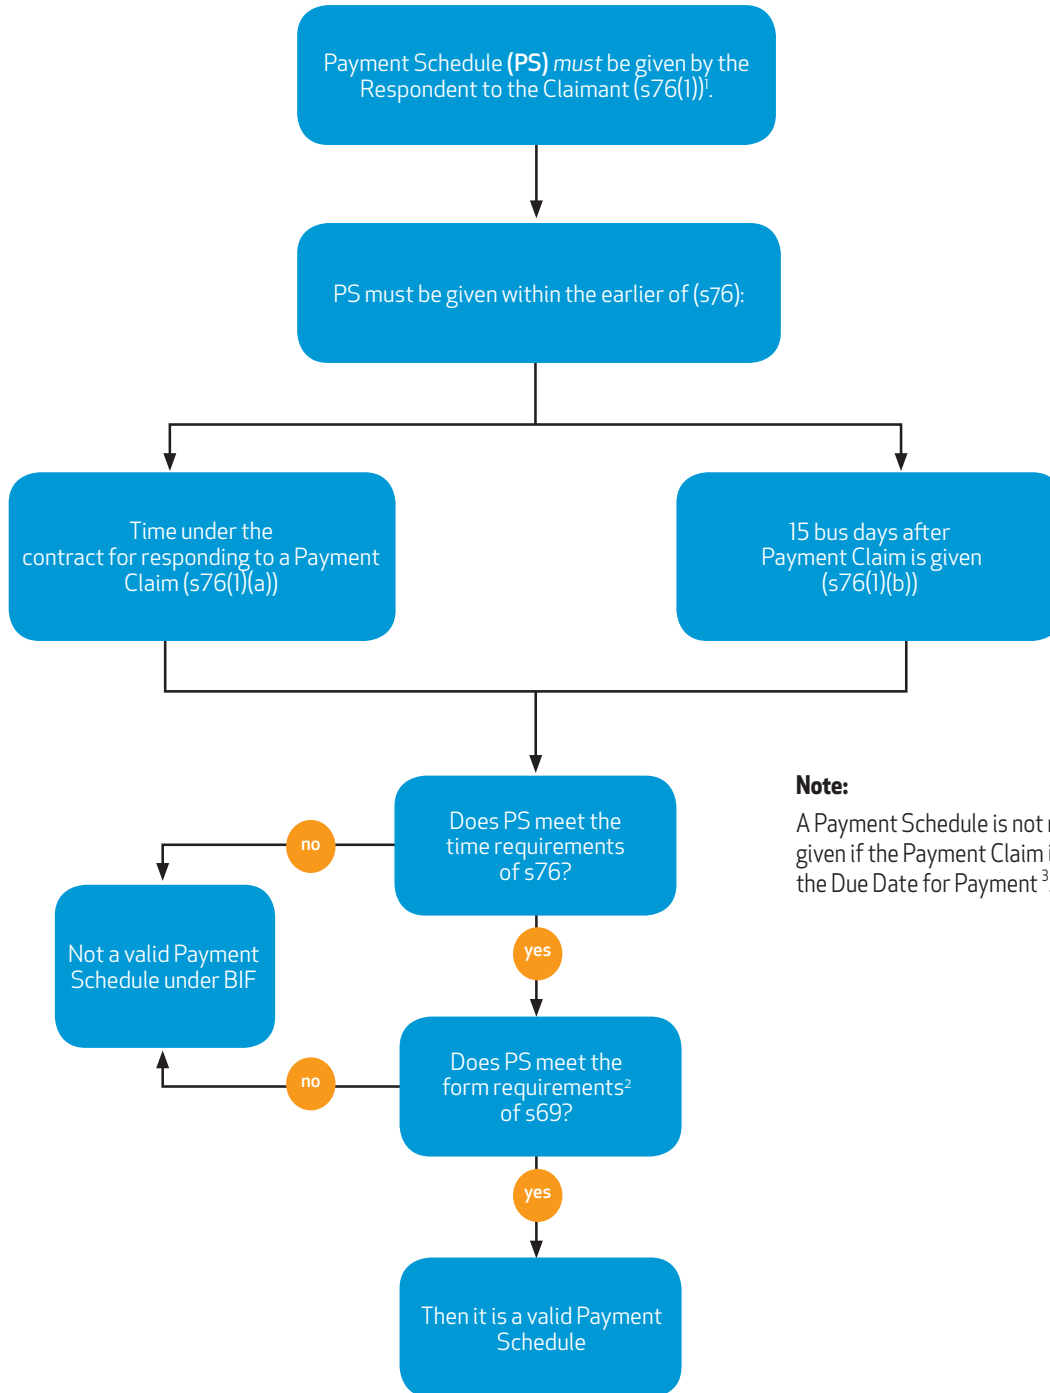 Payment Schedule (PS) must be given by the
Respondent to the Claimant (s76(1))¹.
PS must be given within the earlier of (s76):
Time under the
contract for responding to a Payment
Claim (s76(1)(a))
15 bus days after
Payment Claim is given
(s76(1)(b))
Does PS meet the
time requirements
of s76?
no
Note:
A Payment Schedule is not
given if the Payment Claim
the Due Date for Payment ³.
Not a valid Payment
Schedule under BIF
yes
Does PS meet the
form requirements²
of s69?
no
yes
Then it is a valid Payment
Schedule